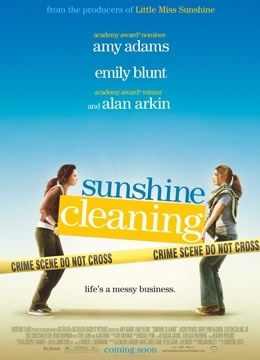 from the producers of Little Miss Sunshine
academy award® nominee
amy adams
emily blunt
academy award® winner
and alan arkin
sunshine
cleaning
CRIME SCENE DO NOT CROSS
CRIME SCENE DO NOT CROSS
life's a messy business.
coming soon